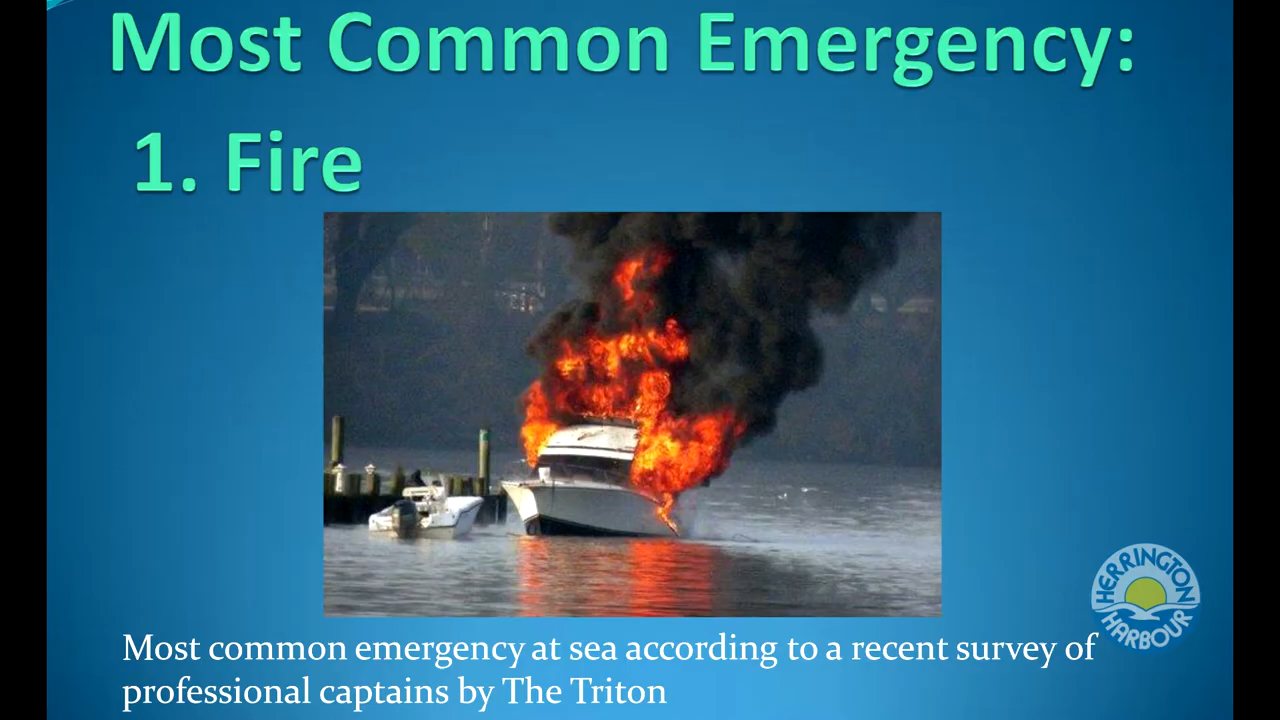 Most Common Emergency:
1. Fire
HERRINGTON
HARBOUR
Most common emergency at sea according to a recent survey of
professional captains by The Triton